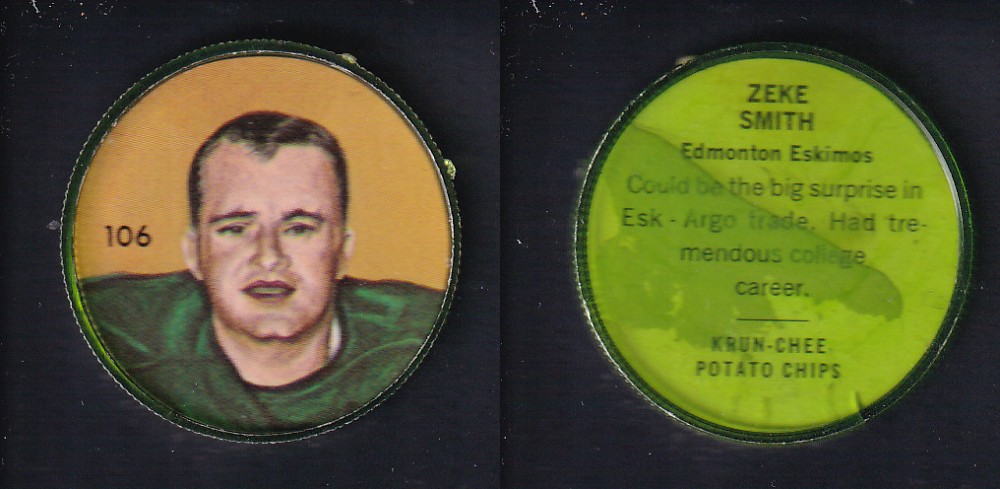 106
ZEKE
SMITH
Edmonton Eskimos
Could be the big surprise in
Esk - Argo trade. Had tre-
mendous college
career.
KRUN-CHEE
POTATO CHIPS